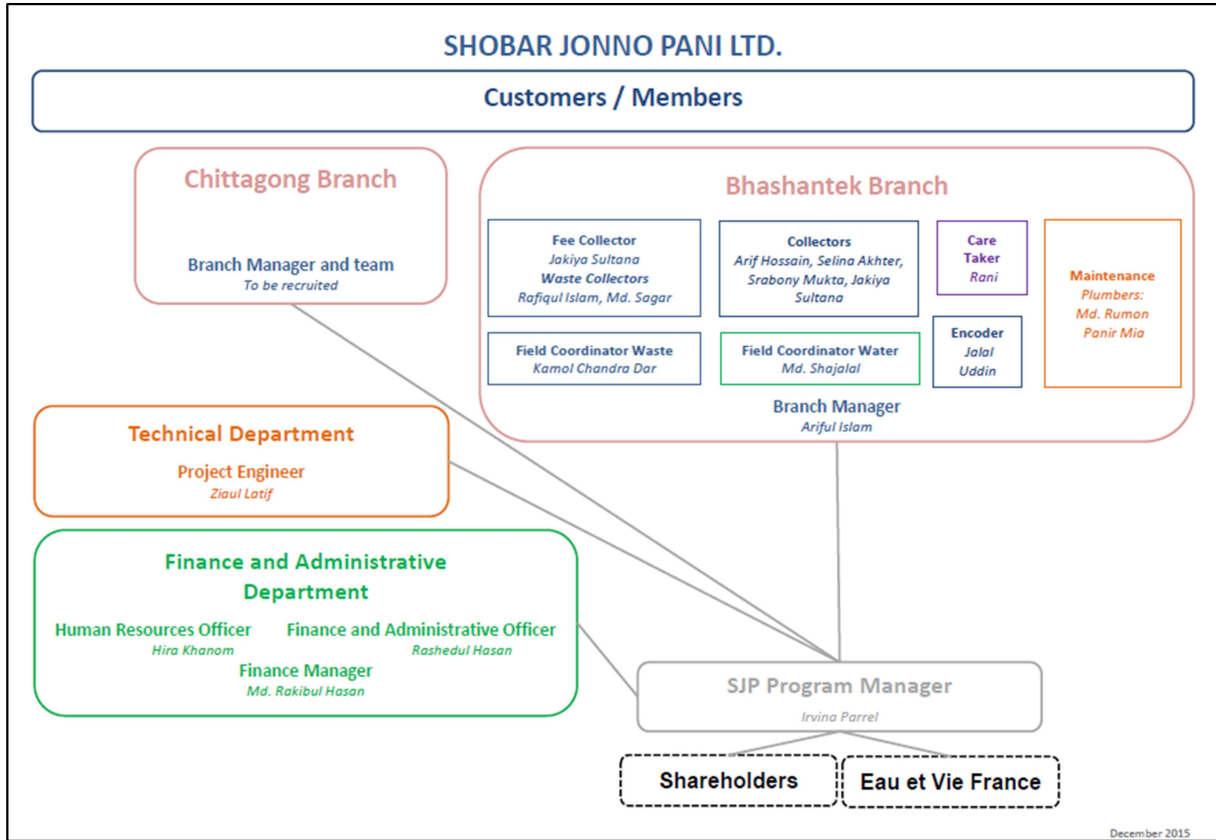 SHOBAR JONNO PANI LTD.
Customers / Members
Chittagong Branch
Branch Manager and team
To be recruited
Bhashantek Branch
Fee Collector
Jakiya Sultana
Waste Collectors
Rafiqul Islam, Md. Sagar
Collectors
Arif Hossain, Selina Akhter,
Srabony Mukta, Jakiya
Sultana
Care
Taker
Rani
Maintenance
Plumbers:
Md. Rumon
Panir Mia
Field Coordinator Waste
Kamol Chandra Dar
Field Coordinator Water
Md. Shajalal
Encoder
Jalal
Uddin
Branch Manager
Ariful Islam
Technical Department
Project Engineer
Ziaul Latif
Finance and Administrative
Department
Human Resources Officer
Hira Khanom
Finance and Administrative Officer
Rashedul Hasan
Finance Manager
Md. Rakibul Hasan
SJP Program Manager
Irvina Parrel
Shareholders
Eau et Vie France
December 2015